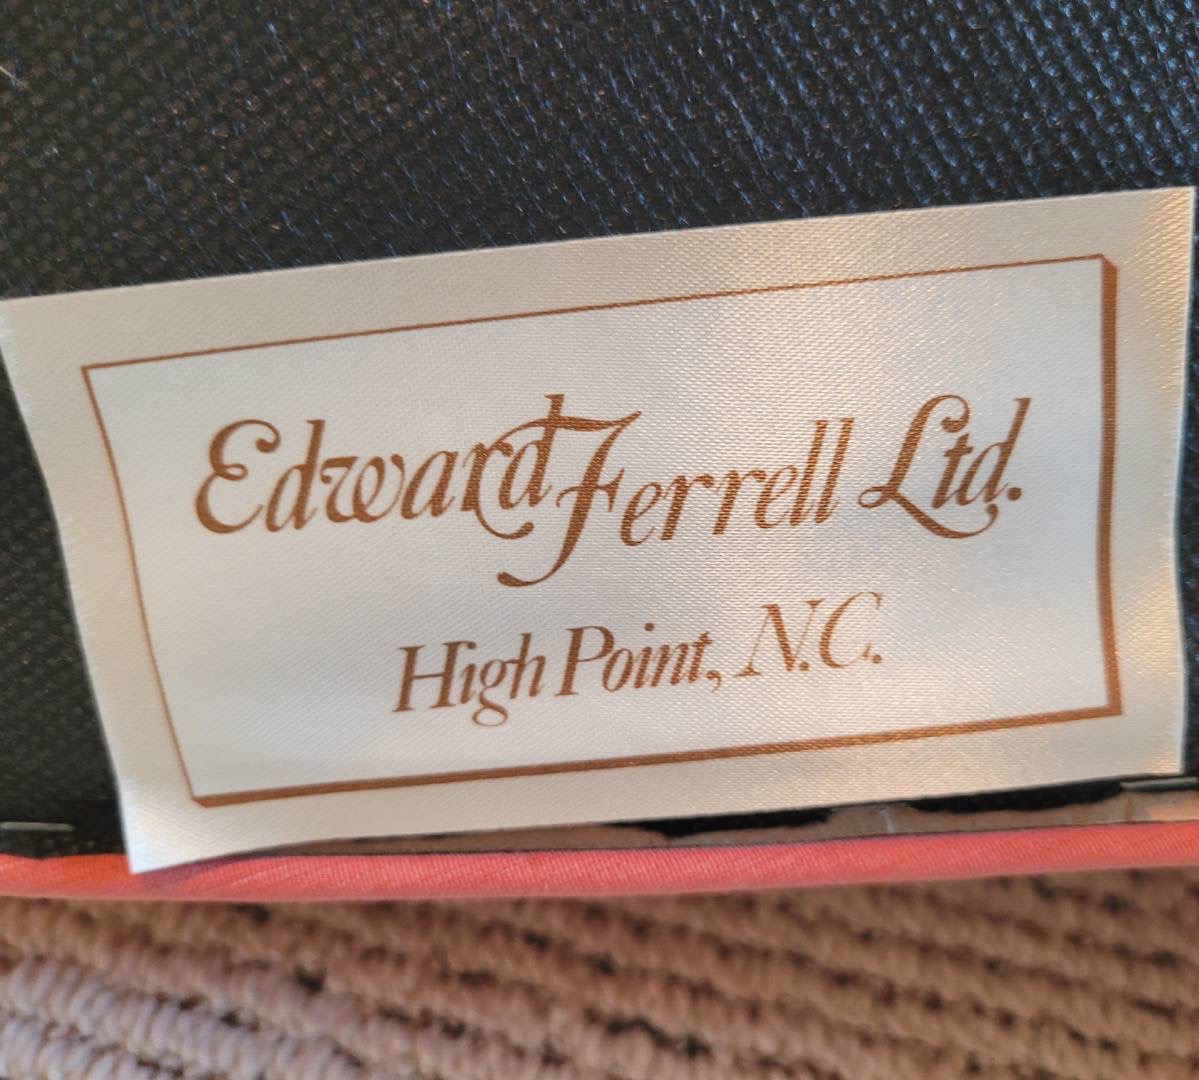 Edward Ferrell Ltd.
High Point, N.C.